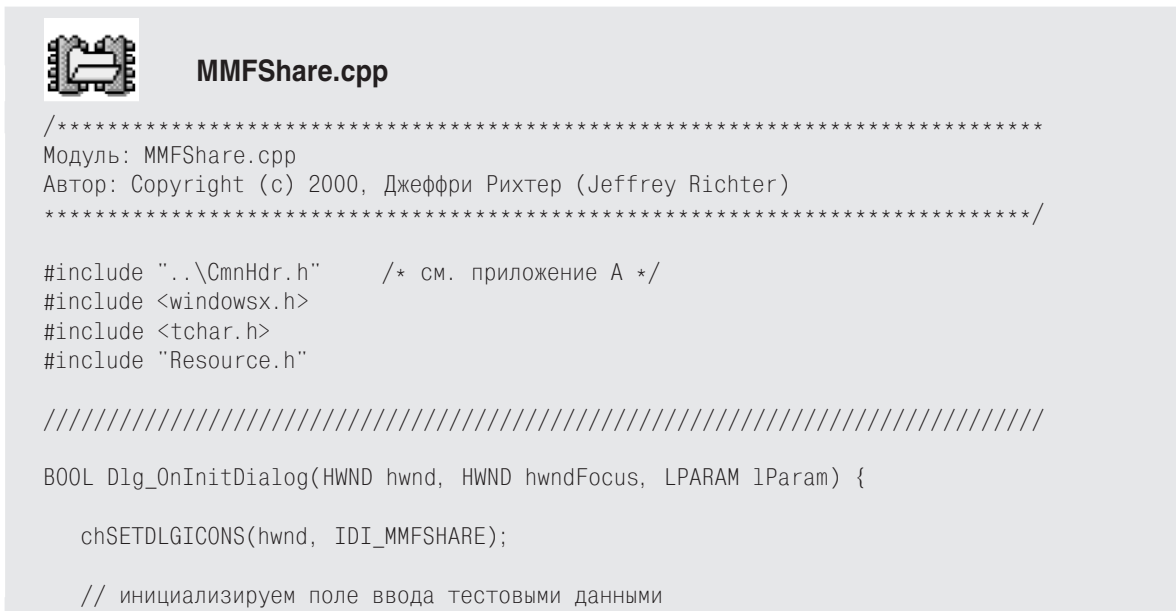 MMFShare.cpp
/******************************************************************************
Модуль: MMFShare.cpp
Автор: Copyright (c) 2000, Джеффри Рихтер (Jeffrey Richter)
******************************************************************************/
#include "..\CmnHdr.h"     /* см. приложение A */
#include <windowsx.h>
#include <tchar.h>
#include "Resource.h"
///////////////////////////////////////////////////////////////////////////////
BOOL Dlg_OnInitDialog(HWND hwnd, HWND hwndFocus, LPARAM lParam) {
   chSETDLGICONS(hwnd, IDI_MMFSHARE);
   // инициализируем поле ввода тестовыми данными